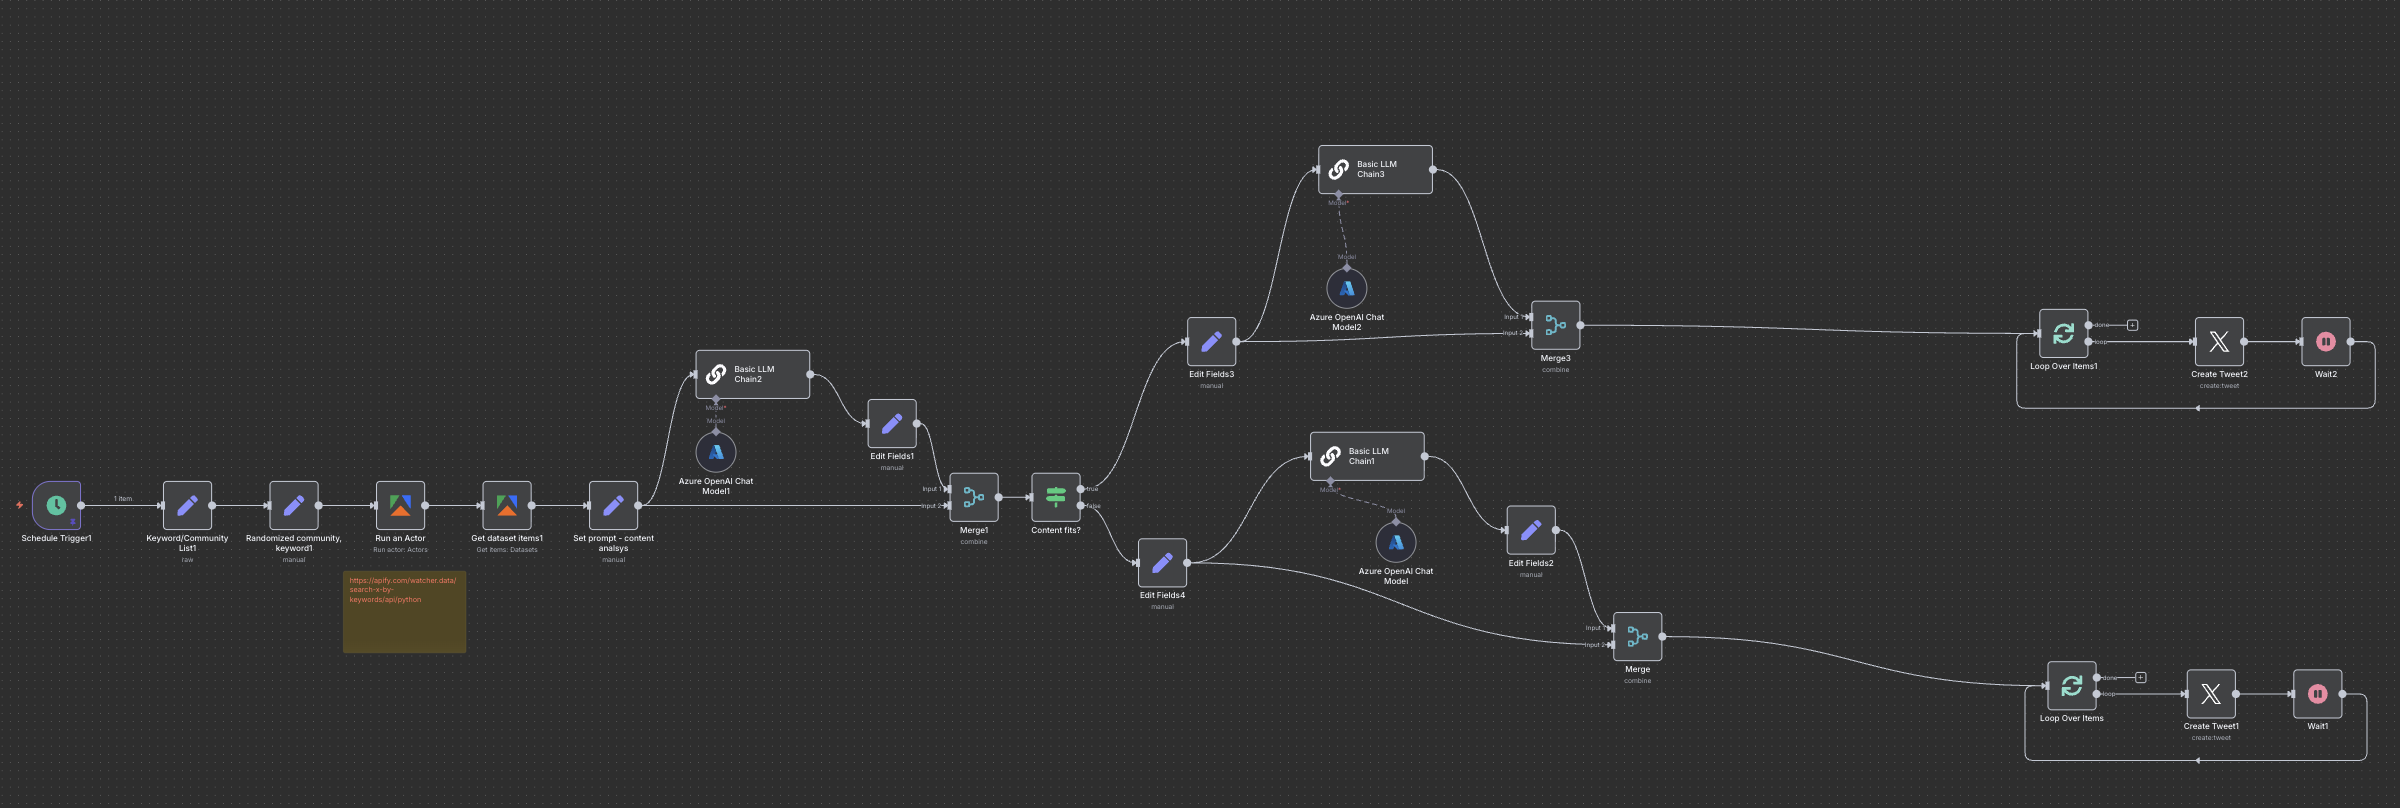 Schedule Trigger1
1 item
Keyword/Community
List1
raw
Randomized community,
keyword1
manual
Run an Actor
Run actor: Actors
https://apify.com/watcher.data/
search-x-by-
keywords/api/python
Get dataset items1
Get items: Datasets
Set prompt - content
analsys
manual
Basic LLM
Chain2
Model*
Model
Azure OpenAI Chat
Model1
Edit Fields1
manual
Input 1
Input 2
Merge1
combine
Content fits?
true
false
Edit Fields3
manual
Basic LLM
Chain3
Model*
Model
Azure OpenAI Chat
Model2
Input 1
Input 2
Merge3
combine
Loop Over Items1
done
loop
Create Tweet2
create:tweet
Wait2
Edit Fields4
manual
Basic LLM
Chain1
Model*
Model
Azure OpenAI Chat
Model
Edit Fields2
manual
Input 1
Input 2
Merge
combine
Loop Over Items
done
loop
Create Tweet1
create:tweet
Wait1